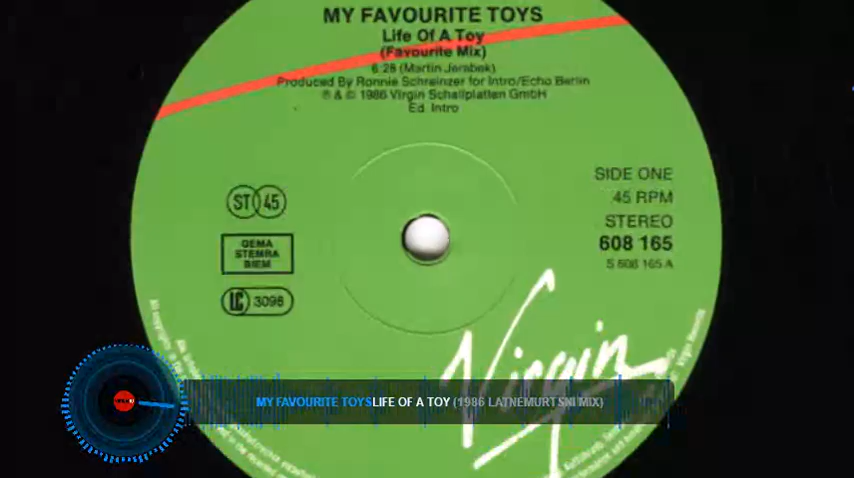 MY FAVOURITE TOYS
Life Of A Toy
(Favourite Mix)
6:28 (Martin Jerabek)
Produced By Ronnie Schreinzer for Intro/Echo Berlin
℗ & © 1986 Virgin Schallplatten GmbH
Ed. Intro
SIDE ONE
45 RPM
STEREO
608 165
S 608 165 A
ST 45
GEMA
STEMRA
BIEM
LC 3098
Virgin
MY FAVOURITE TOYS LIFE OF A TOY (1986 LATNEMURTSNI MIX)